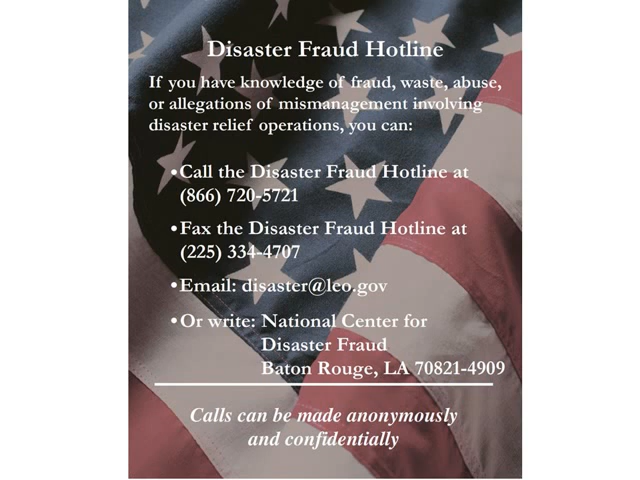 Disaster Fraud Hotline
If you have knowledge of fraud, waste, abuse,
or allegations of mismanagement involving
disaster relief operations, you can:
•Call the Disaster Fraud Hotline at
(866) 720-5721
•Fax the Disaster Fraud Hotline at
(225) 334-4707
•Email: disaster@leo.gov
•Or write: National Center for
Disaster Fraud
Baton Rouge, LA 70821-4909
Calls can be made anonymously
and confidentially